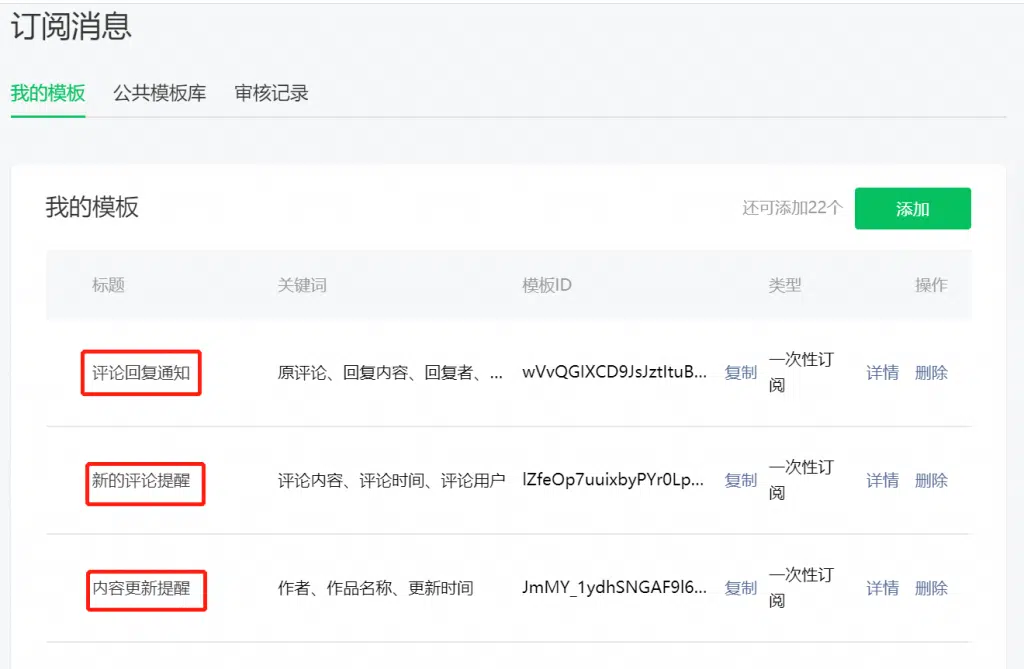 订阅消息
我的模板 公共模板库 审核记录
我的模板 还可添加22个 添加
标题 关键词 模板ID 类型 操作
评论回复通知 原评论、回复内容、回复者、... wVvQGIXCD9JsJztItuB... 复制 一次性订阅 详情 删除
新的评论提醒 评论内容、评论时间、评论用户 lZfeOp7uuixbyPYr0Lp... 复制 一次性订阅 详情 删除
内容更新提醒 作者、作品名称、更新时间 JmMY_1ydhSNGAF9l6... 复制 一次性订阅 详情 删除